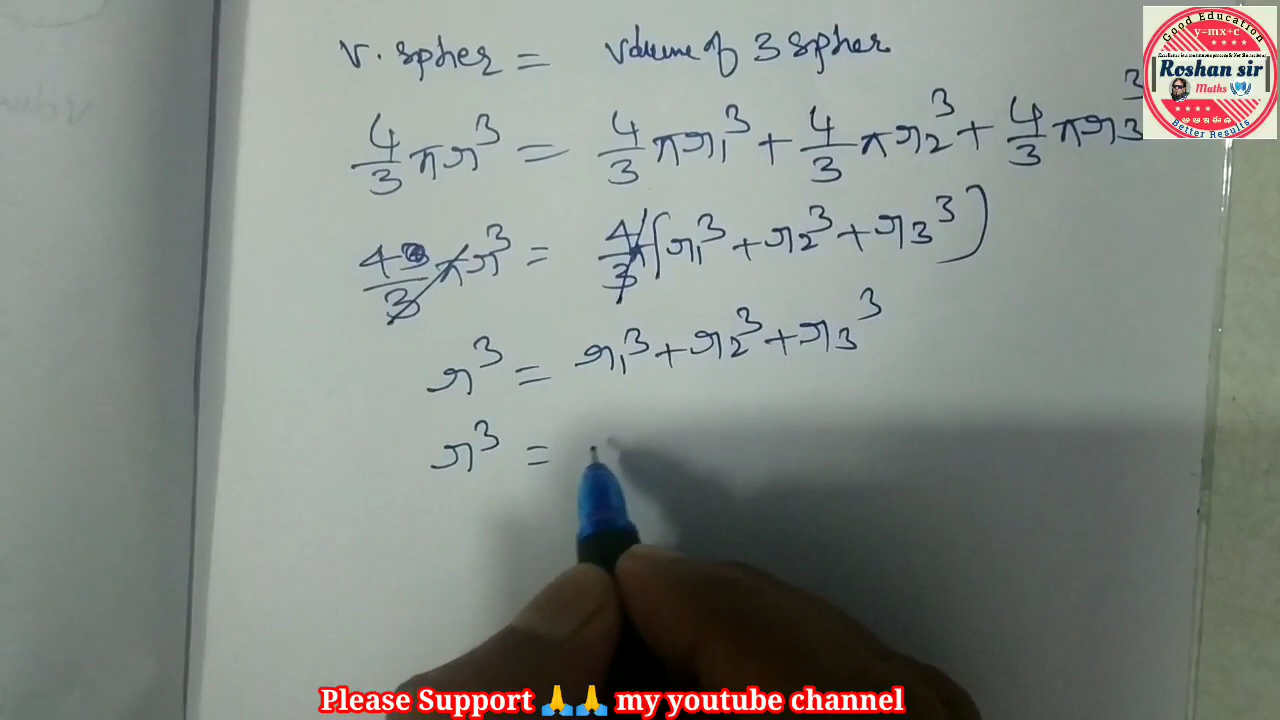 V. Spher = Volume of 3 Spher
4/3 πr³ = 4/3 πr₁³ + 4/3 πr₂³ + 4/3 πr₃³
4/3 πr³ = 4/3 π(r₁³ + r₂³ + r₃³)
r³ = r₁³ + r₂³ + r₃³
r³ =
Good Education
y=mx+c
Roshan sir
Maths
Better Results
Please Support 🙏🙏 my youtube channel